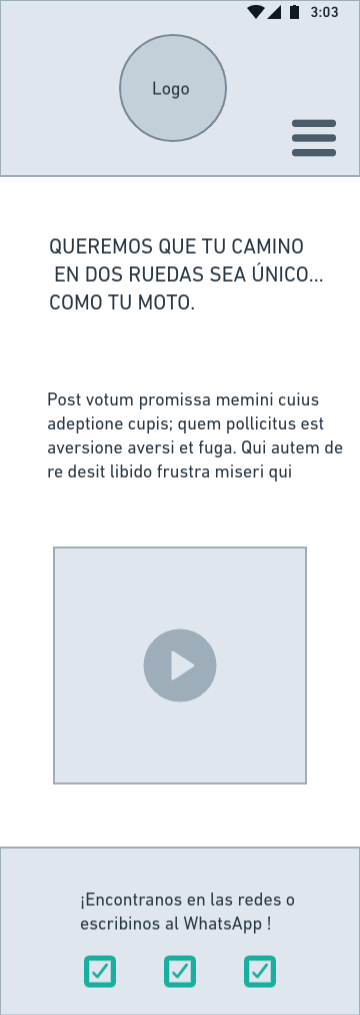 3:03
Logo
QUEREMOS QUE TU CAMINO
EN DOS RUEDAS SEA ÚNICO...
COMO TU MOTO.
Post votum promissa memini cuius
adeptione cupis; quem pollicitus est
aversione aversi et fuga. Qui autem de
re desit libido frustra miseri qui
¡Encontranos en las redes o
escribinos al WhatsApp !